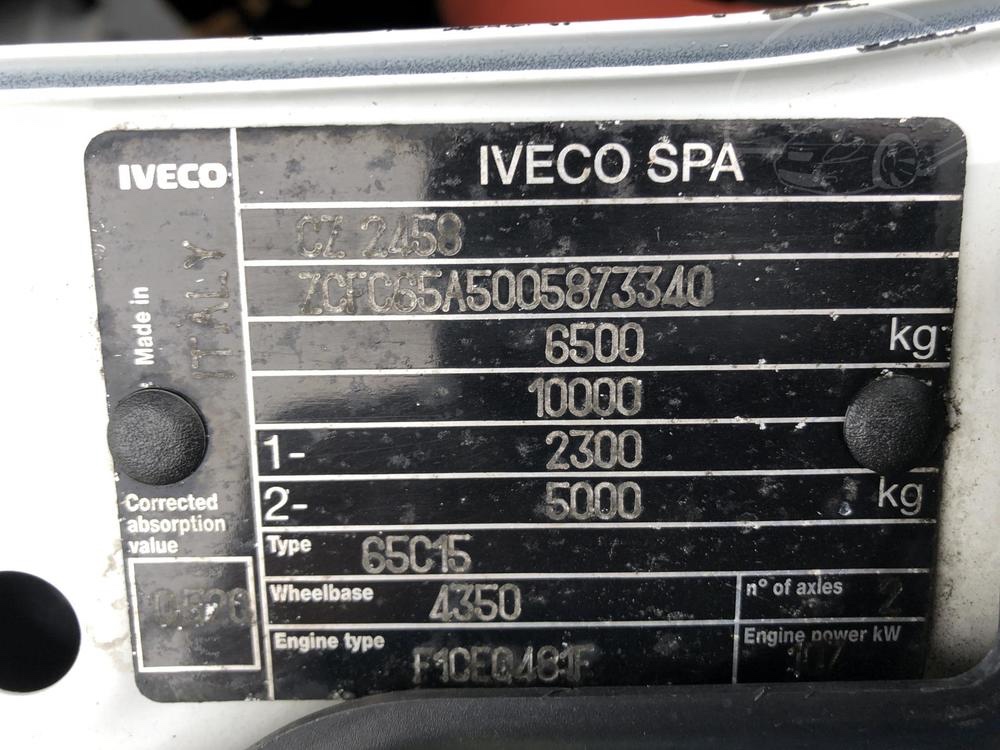 IVECO
IVECO SPA
Made in
ITALY
CZ 2458
ZCFC65A5005873340
6500 kg
10000
1- 2300
2- 5000 kg
Corrected
absorption
value
Type 65C15
Wheelbase 4350
n° of axles 2
Engine type F1CE0481F
Engine power kW 107